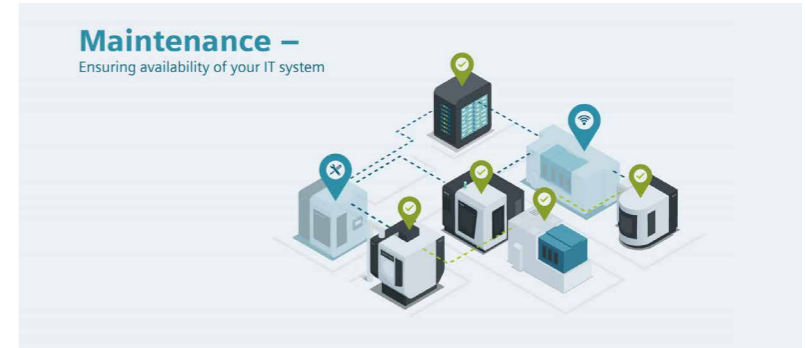 Maintenance –
Ensuring availability of your IT system